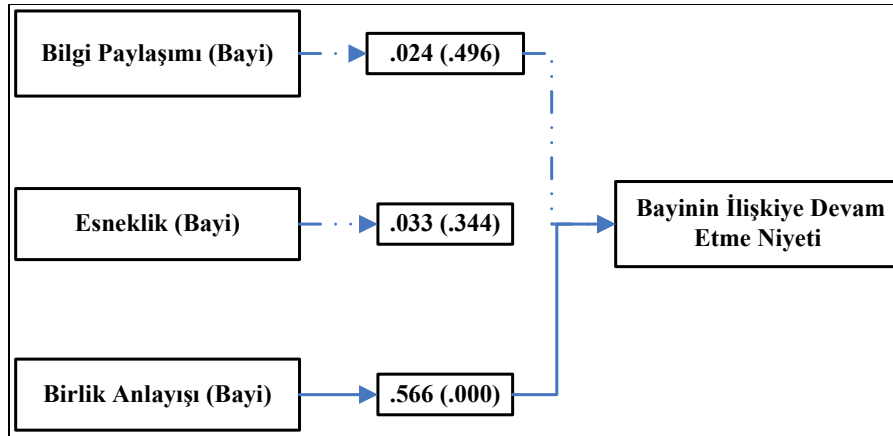 Bilgi Paylaşımı (Bayi)
.024 (.496)
Esneklik (Bayi)
.033 (.344)
Bayinin İlişkiye Devam
Etme Niyeti
Birlik Anlayışı (Bayi)
.566 (.000)